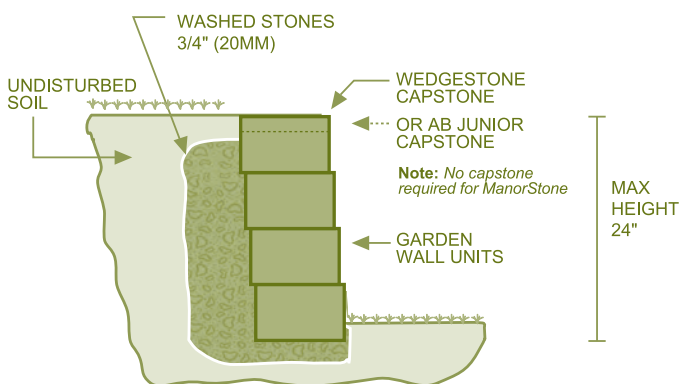 WASHED STONES
3/4" (20MM)
UNDISTURBED
SOIL
WEDGESTONE
CAPSTONE
OR AB JUNIOR
CAPSTONE
Note: No capstone
required for ManorStone
GARDEN
WALL UNITS
MAX
HEIGHT
24"